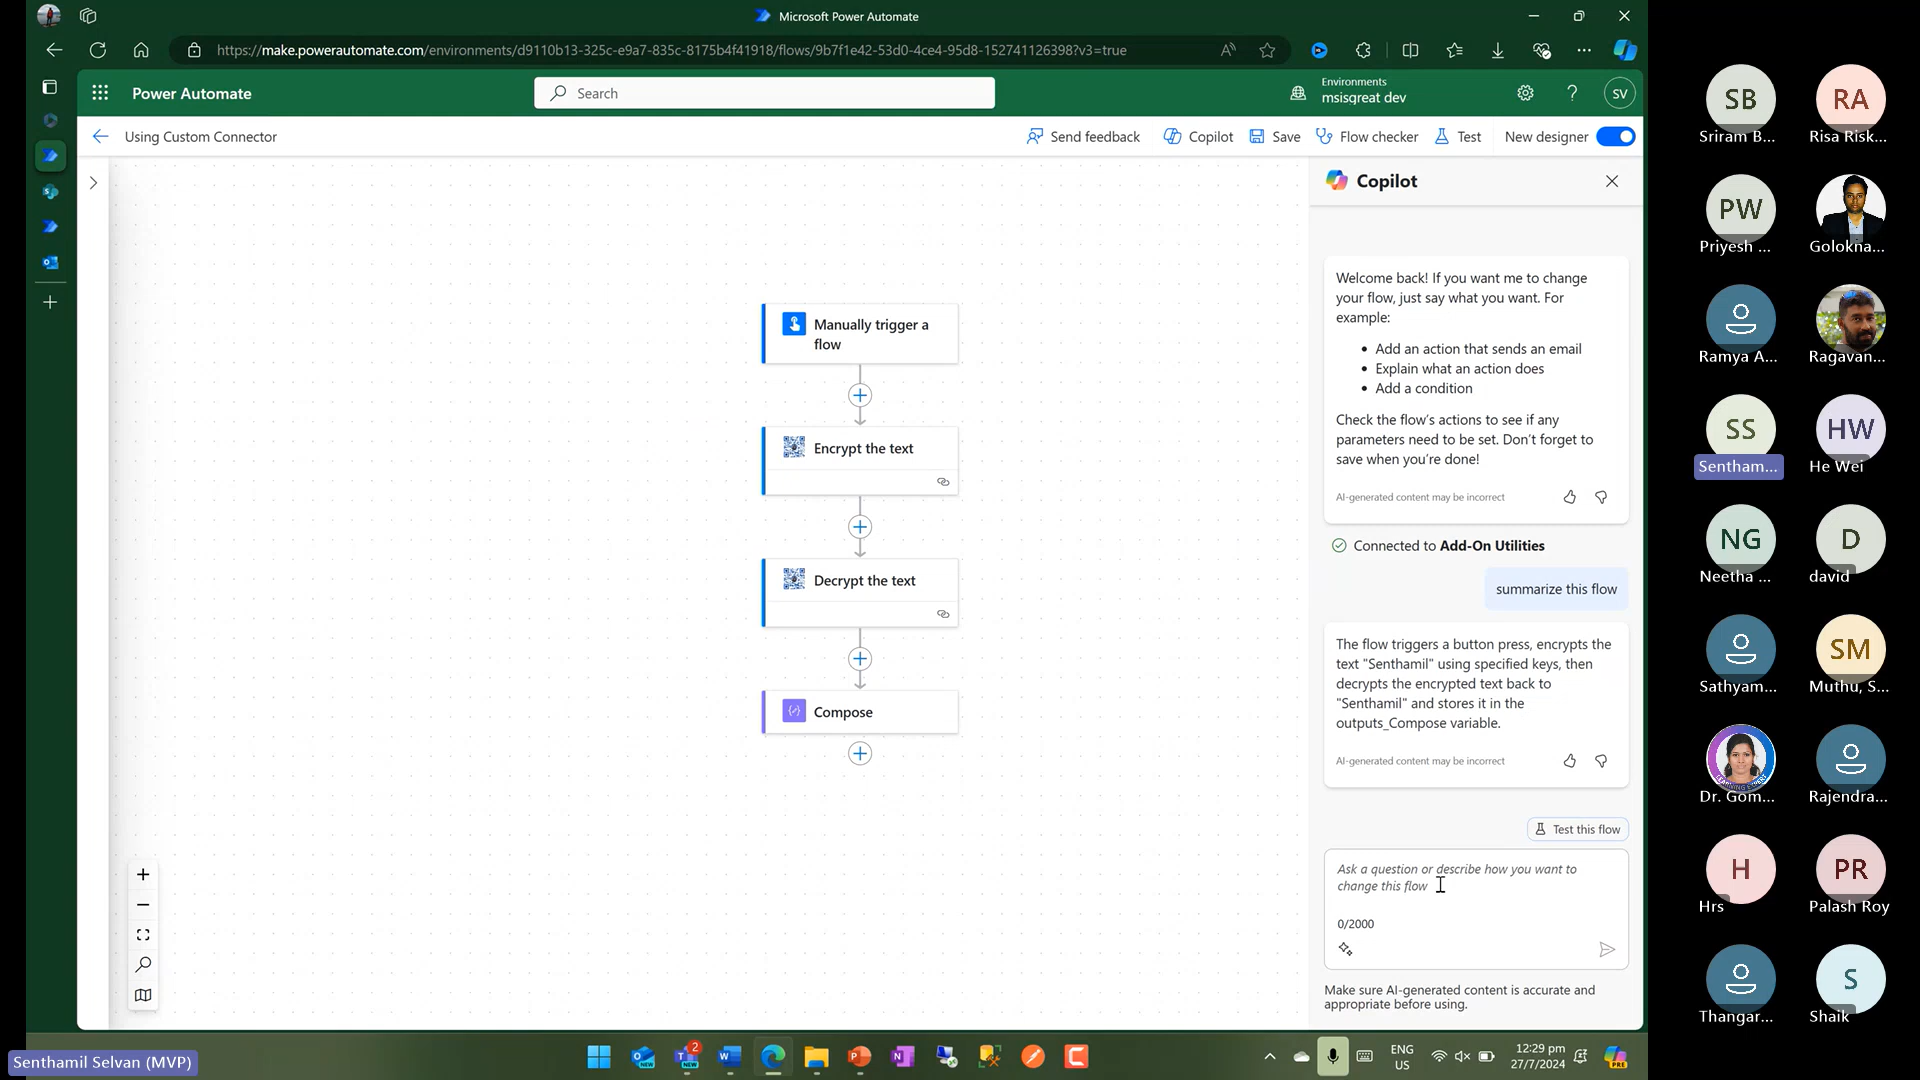 Microsoft Power Automate
https://make.powerautomate.com/environments/d9110b13-325c-e9a7-835c-8175b4f41918/flows/9b7f1e42-53d0-4ce4-95d8-152741126398?v3=true
Power Automate
Search
Environments
msisgreat dev
SV
Using Custom Connector
Send feedback
Copilot
Save
Flow checker
Test
New designer
Copilot
Welcome back! If you want me to change
your flow, just say what you want. For
example:
• Add an action that sends an email
• Explain what an action does
• Add a condition
Check the flow's actions to see if any
parameters need to be set. Don't forget to
save when you're done!
AI-generated content may be incorrect
Connected to Add-On Utilities
summarize this flow
The flow triggers a button press, encrypts the
text "Senthamil" using specified keys, then
decrypts the encrypted text back to
"Senthamil" and stores it in the
outputs_Compose variable.
AI-generated content may be incorrect
Test this flow
Ask a question or describe how you want to
change this flow
0/2000
Make sure AI-generated content is accurate and
appropriate before using.
Manually trigger a
flow
Encrypt the text
Decrypt the text
Compose
SB
Sriram B...
RA
Risa Risk...
PW
Priyesh ...
Golokna...
Ramya A...
Ragavan...
SS
Sentham...
HW
He Wei
NG
Neetha ...
D
david
Sathyam...
SM
Muthu, S...
Dr. Gom...
Rajendra...
H
Hrs
PR
Palash Roy
Thangar...
S
Shaik
Senthamil Selvan (MVP)
NEW
2
NEW
ENG
US
12:29 pm
27/7/2024
PRE